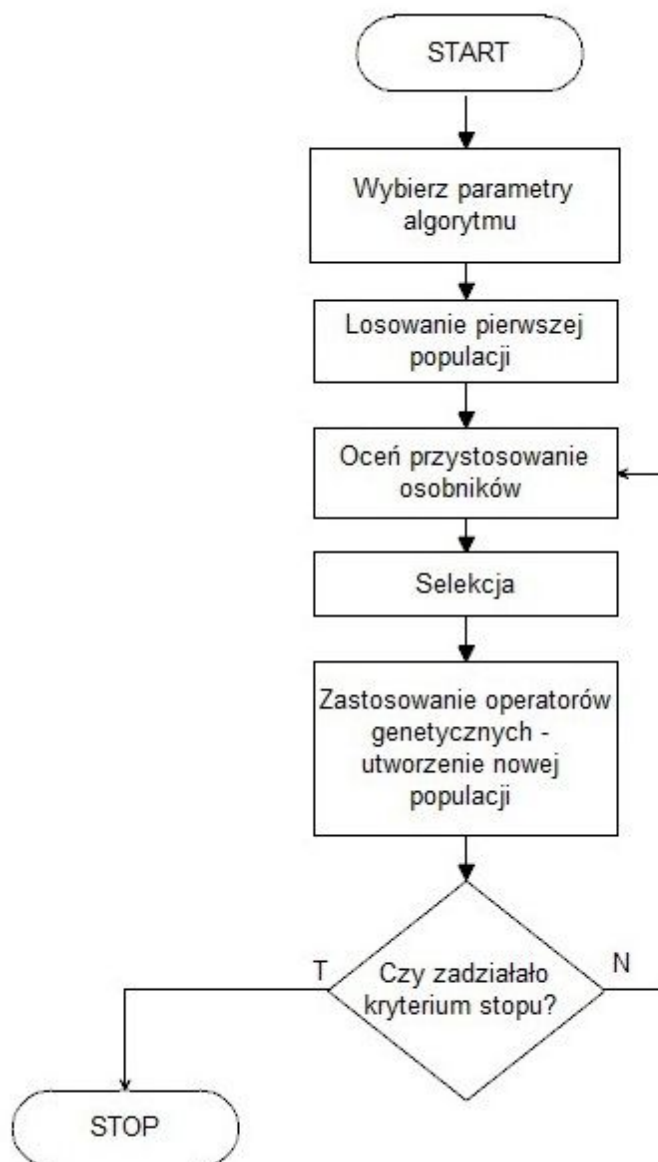 START
Wybierz parametry
algorytmu
Losowanie pierwszej
populacji
Oceń przystosowanie
osobników
Selekcja
Zastosowanie operatorów
genetycznych -
utworzenie nowej
populacji
Czy zadziałało
kryterium stopu?
T
N
STOP